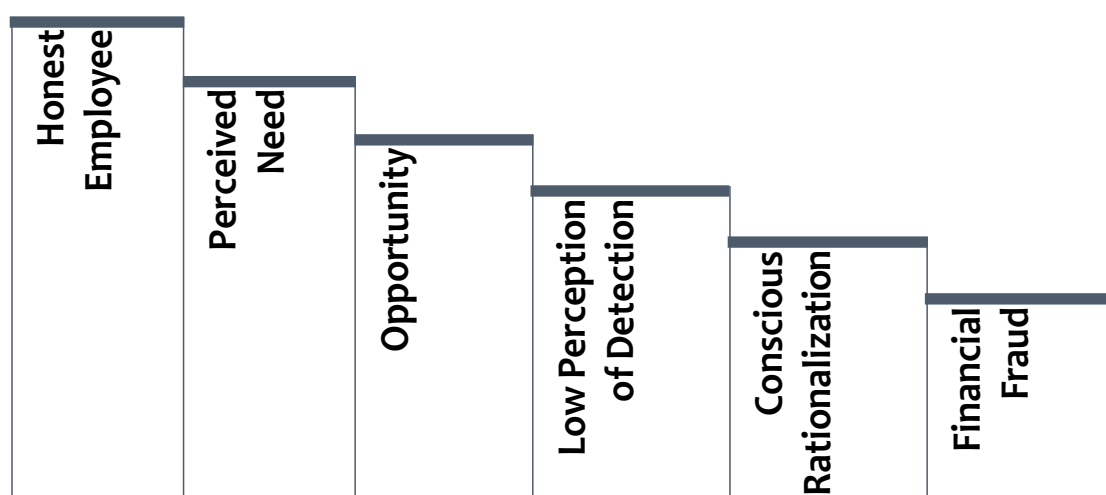 Honest
Employee
Perceived
Need
Opportunity
Low Perception
of Detection
Conscious
Rationalization
Financial
Fraud